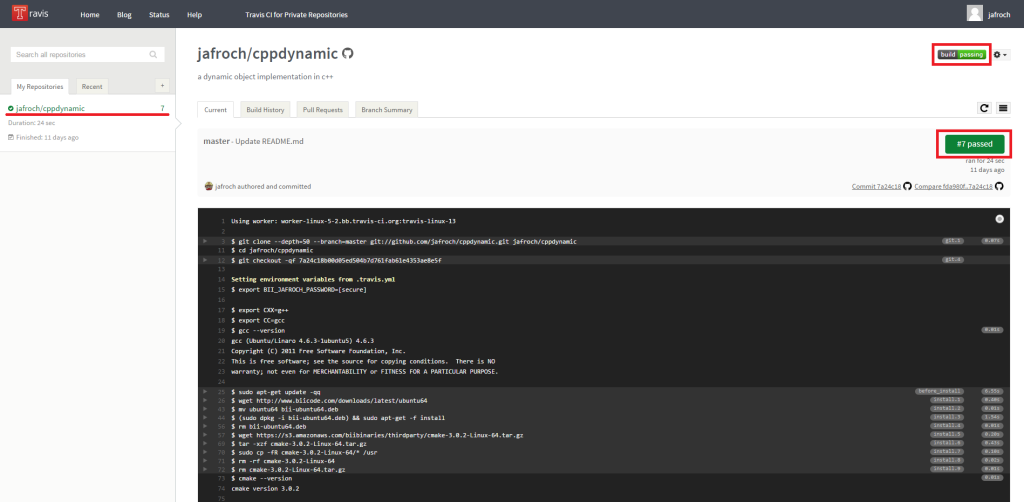 Travis
Home
Blog
Status
Help
Travis CI for Private Repositories
jafroch
Search all repositories
My Repositories
Recent
+
jafroch/cppdynamic
7
Duration: 24 sec
Finished: 11 days ago
jafroch/cppdynamic
build passing
a dynamic object implementation in c++
Current
Build History
Pull Requests
Branch Summary
master - Update README.md
#7 passed
ran for 24 sec
11 days ago
jafroch authored and committed
Commit 7a24c18
Compare fda980f..7a24c18
1 Using worker: worker-linux-5-2.bb.travis-ci.org:travis-linux-13
2
3 $ git clone --depth=50 --branch=master git://github.com/jafroch/cppdynamic.git jafroch/cppdynamic git.1
11 $ cd jafroch/cppdynamic
12 $ git checkout -qf 7a24c18b00d05ed504b7d761fab61e4353ae8e5f
13
14 Setting environment variables from .travis.yml
15 $ export BII_JAFROCH_PASSWORD=[secure]
16
17 $ export CXX=g++
18 $ export CC=gcc
19 $ gcc --version
20 gcc (Ubuntu/Linaro 4.6.3-1ubuntu5) 4.6.3
21 Copyright (C) 2011 Free Software Foundation, Inc.
22 This is free software; see the source for copying conditions. There is NO
23 warranty; not even for MERCHANTABILITY or FITNESS FOR A PARTICULAR PURPOSE.
24
25 $ sudo apt-get update -qq before_install
$ wget http://www.biicode.com/downloads/latest/ubuntu64 install.1
$ mv ubuntu64 bii-ubuntu64.deb install.2
$ (sudo dpkg -i bii-ubuntu64.deb) && sudo apt-get -f install install.3
$ rm bii-ubuntu64.deb install.4
57 $ wget https://s3.amazonaws.com/biibinaries/thirdparty/cmake-3.0.2-Linux-64.tar.gz install.5
69 $ tar -xzf cmake-3.0.2-Linux-64.tar.gz install.6
70 $ sudo cp -fR cmake-3.0.2-Linux-64/* /usr install.7
71 $ rm -rf cmake-3.0.2-Linux-64 install.8
72 $ rm cmake-3.0.2-Linux-64.tar.gz install.9
73 $ cmake --version
74 cmake version 3.0.2
75